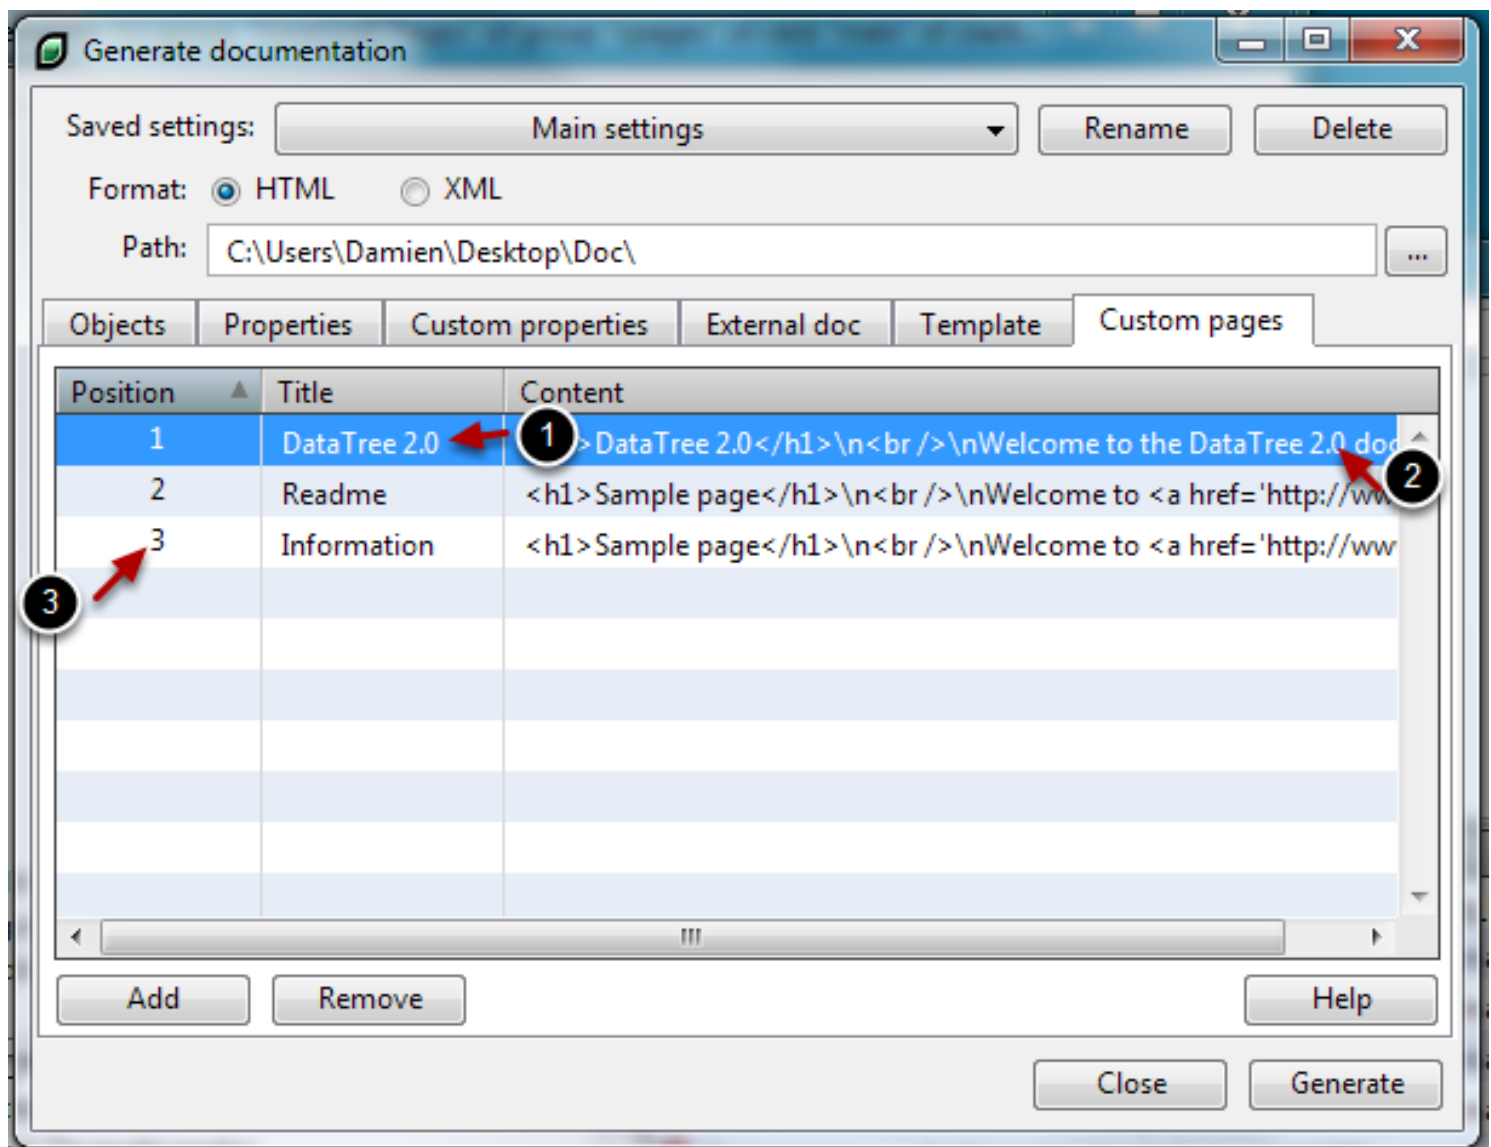 Generate documentation
Saved settings: Main settings Rename Delete
Format: HTML XML
Path: C:\Users\Damien\Desktop\Doc\ ...
Objects Properties Custom properties External doc Template Custom pages
Position Title Content
1 DataTree 2.0 1 >DataTree 2.0</h1>\n<br />\nWelcome to the DataTree 2.0 doc
2
2 Readme <h1>Sample page</h1>\n<br />\nWelcome to <a href='http://ww
3 Information <h1>Sample page</h1>\n<br />\nWelcome to <a href='http://ww
3
Add Remove Help
Close Generate